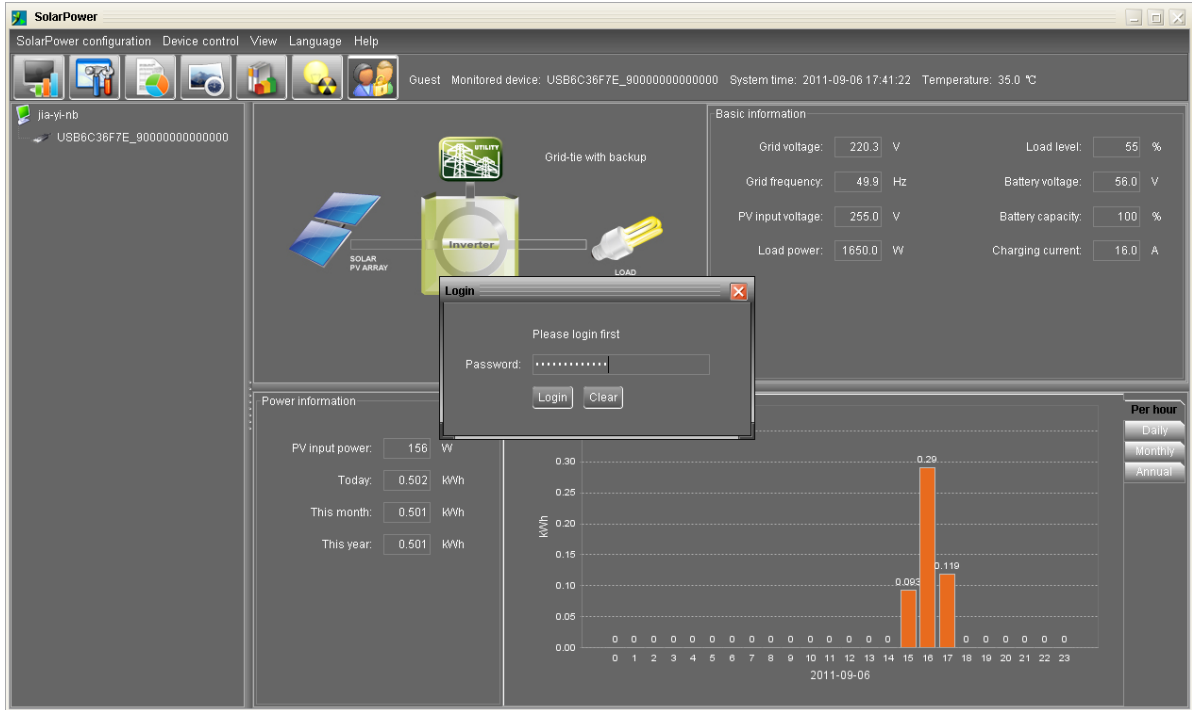 SolarPower
SolarPower configuration Device control View Language Help
Guest Monitored device: USB6C36F7E_90000000000000 System time: 2011-09-06 17:41:22 Temperature: 35.0 ℃
jia-yi-nb
USB6C36F7E_90000000000000
UTILITY
Grid-tie with backup
SOLAR
PV ARRAY
Inverter
LOAD
Basic information
Grid voltage: 220.3 V Load level: 55 %
Grid frequency: 49.9 Hz Battery voltage: 56.0 V
PV input voltage: 255.0 V Battery capacity: 100 %
Load power: 1650.0 W Charging current: 16.0 A
Login
Please login first
Password: •••••••••••••
Login Clear
Power information
PV input power: 156 W
Today: 0.502 kWh
This month: 0.501 kWh
This year: 0.501 kWh
Per hour
Daily
Monthly
Annual
kWh
0.30
0.25
0.20
0.15
0.10
0.05
0.00
0 0 0 0 0 0 0 0 0 0 0 0 0 0 0 0.093 0.29 0.119 0 0 0 0 0 0
0 1 2 3 4 5 6 7 8 9 10 11 12 13 14 15 16 17 18 19 20 21 22 23
2011-09-06